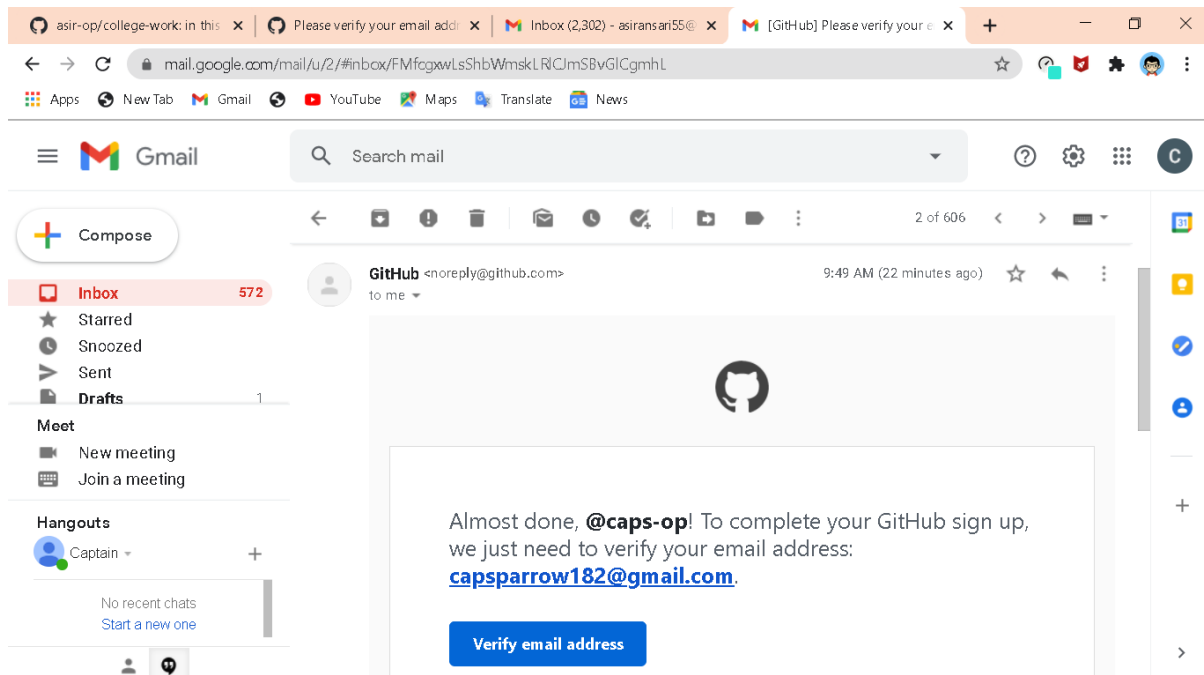 asir-op/college-work: in this
Please verify your email addr
Inbox (2,302) - asiransari55@
[GitHub] Please verify your e
mail.google.com/mail/u/2/#inbox/FMfcgxwLsShbWmskLRlCJmSBvGlCgmhL
Apps New Tab Gmail YouTube Maps Translate News
Gmail
Search mail
C
Compose
2 of 606
31
Inbox 572
Starred
Snoozed
Sent
Drafts 1
Meet
New meeting
Join a meeting
Hangouts
Captain
No recent chats
Start a new one
GitHub <noreply@github.com>
9:49 AM (22 minutes ago)
to me
Almost done, @caps-op! To complete your GitHub sign up,
we just need to verify your email address:
capsparrow182@gmail.com.
Verify email address